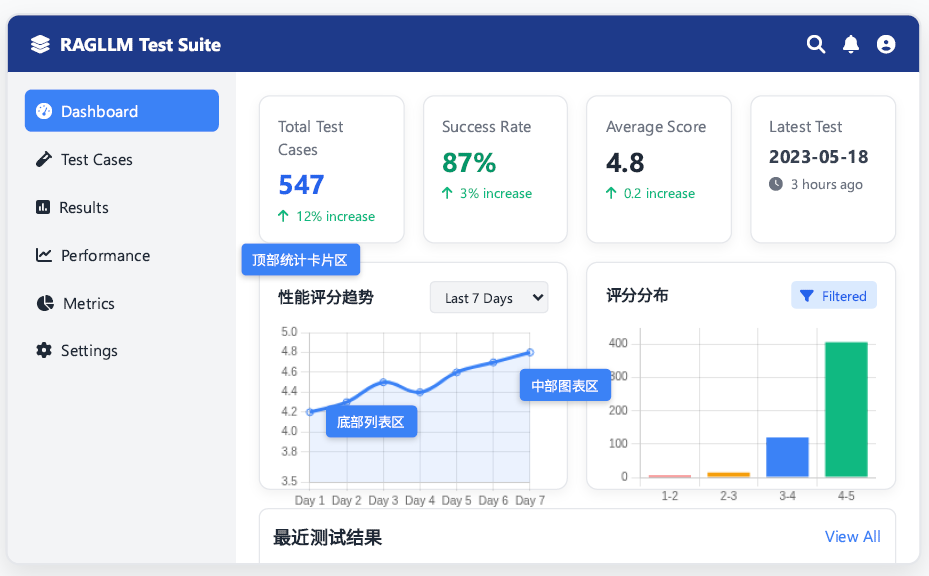 RAGLLM Test Suite
Dashboard
Test Cases
Results
Performance
Metrics
Settings
Total Test
Cases
547
12% increase
Success Rate
87%
3% increase
Average Score
4.8
0.2 increase
Latest Test
2023-05-18
3 hours ago
顶部统计卡片区
性能评分趋势
Last 7 Days
5.0
4.8
4.6
4.4
4.2
4.0
3.8
3.5
底部列表区
Day 1 Day 2 Day 3 Day 4 Day 5 Day 6 Day 7
中部图表区
评分分布
Filtered
400
300
200
100
0
1-2 2-3 3-4 4-5
最近测试结果
View All